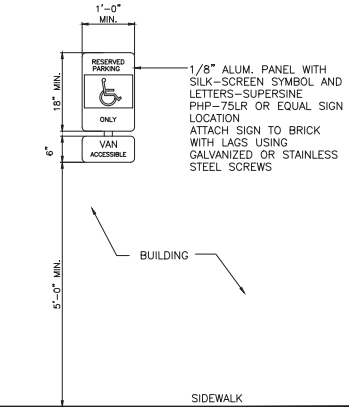 1'-0"
MIN.
RESERVED
PARKING
ONLY
VAN
ACCESSIBLE
18" MIN.
6"
5'-0" MIN.
1/8" ALUM. PANEL WITH
SILK-SCREEN SYMBOL AND
LETTERS-SUPERSINE
PHP-75LR OR EQUAL SIGN
LOCATION
ATTACH SIGN TO BRICK
WITH LAGS USING
GALVANIZED OR STAINLESS
STEEL SCREWS
BUILDING
SIDEWALK